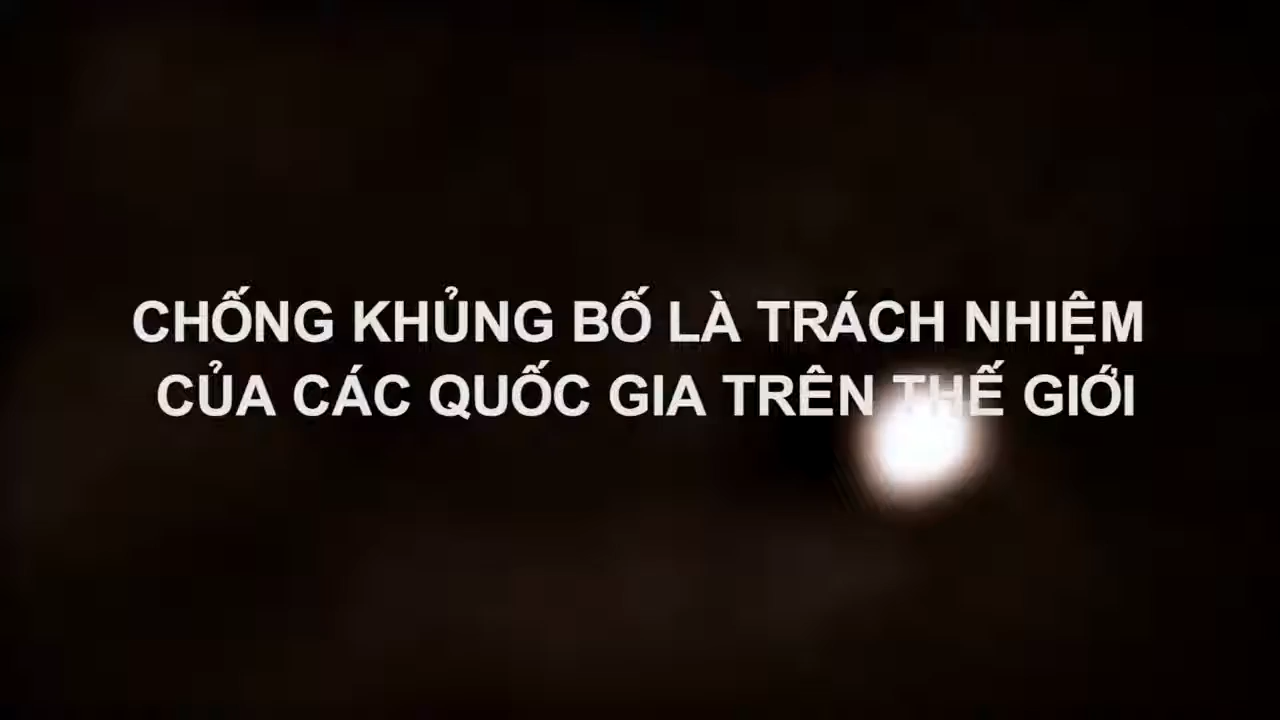 CHỐNG KHỦNG BỐ LÀ TRÁCH NHIỆM
CỦA CÁC QUỐC GIA TRÊN THẾ GIỚI